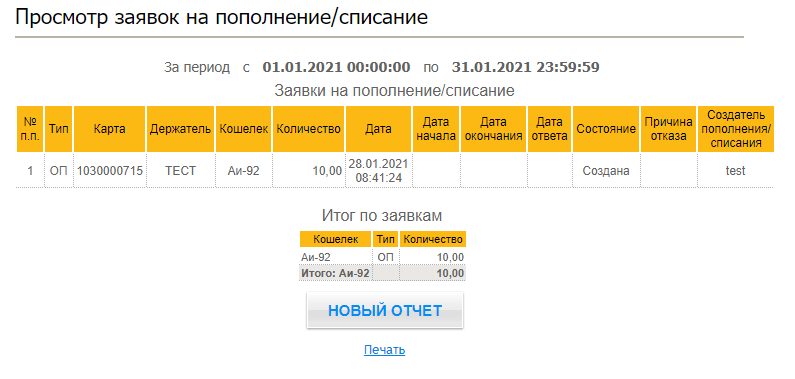 Просмотр заявок на пополнение/списание
За период с 01.01.2021 00:00:00 по 31.01.2021 23:59:59
Заявки на пополнение/списание
№ п.п. Тип Карта Держатель Кошелек Количество Дата Дата начала Дата окончания Дата ответа Состояние Причина отказа Создатель пополнения/списания
1 ОП 1030000715 ТЕСТ Аи-92 10,00 28.01.2021 08:41:24 Создана test
Итог по заявкам
Кошелек Тип Количество
Аи-92 ОП 10,00
Итого: Аи-92 10,00
НОВЫЙ ОТЧЕТ
Печать